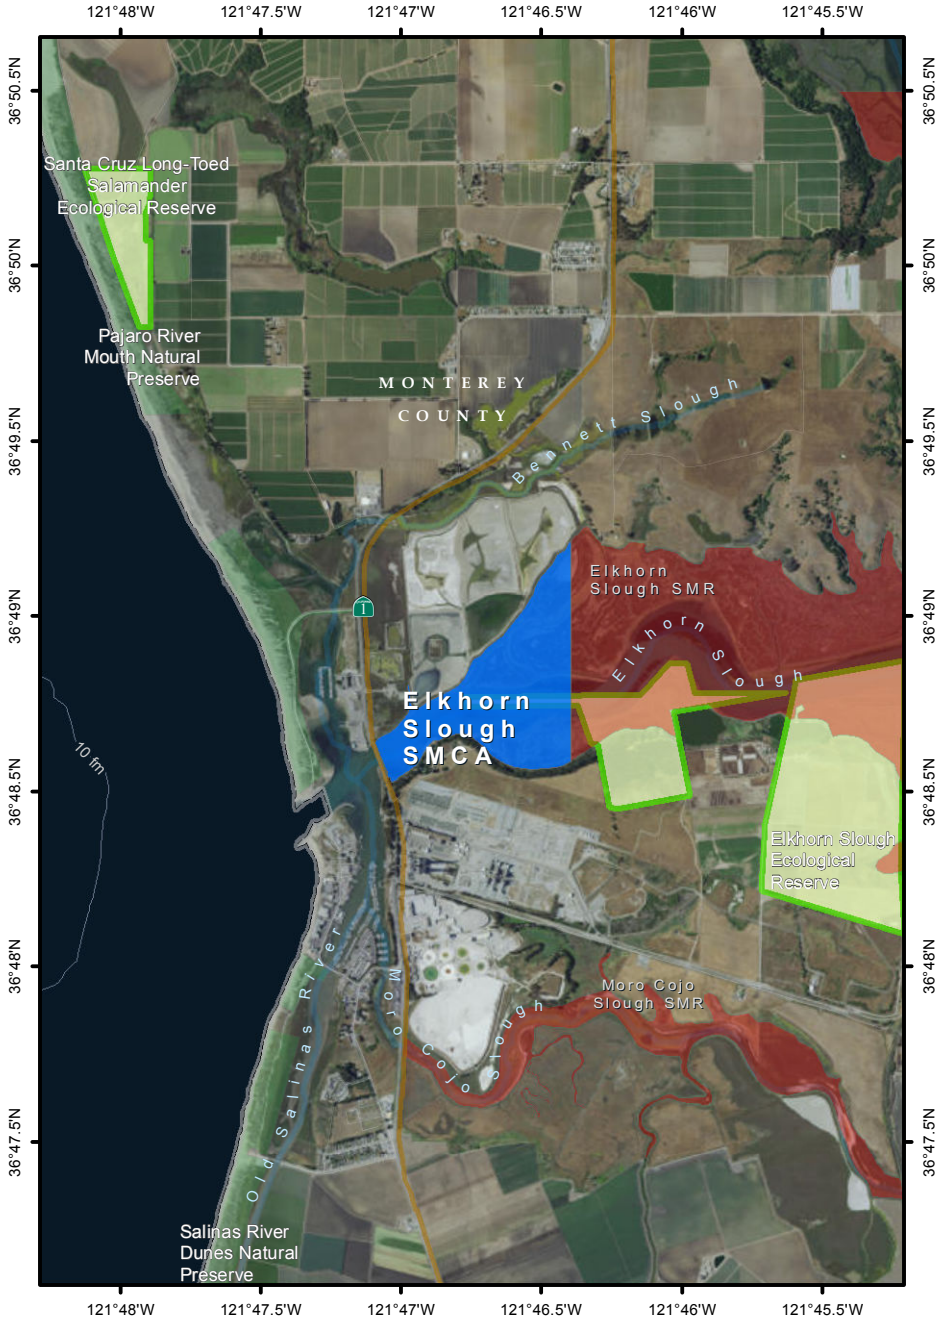 121°48'W 121°47.5'W 121°47'W 121°46.5'W 121°46'W 121°45.5'W
36°50.5'N 36°50.5'N
Santa Cruz Long-Toed
Salamander
Ecological Reserve
36°50'N 36°50'N
Pajaro River
Mouth Natural
Preserve
MONTEREY
COUNTY
Bennett Slough
36°49.5'N 36°49.5'N
Elkhorn
Slough SMR
1
36°49'N 36°49'N
Elkhorn Slough
Elkhorn
Slough
SMCA
10 fm
36°48.5'N 36°48.5'N
Elkhorn Slough
Ecological
Reserve
36°48'N 36°48'N
Moro Cojo
Slough SMR
Moro Cojo Slough
Old Salinas River
36°47.5'N 36°47.5'N
Salinas River
Dunes Natural
Preserve
121°48'W 121°47.5'W 121°47'W 121°46.5'W 121°46'W 121°45.5'W